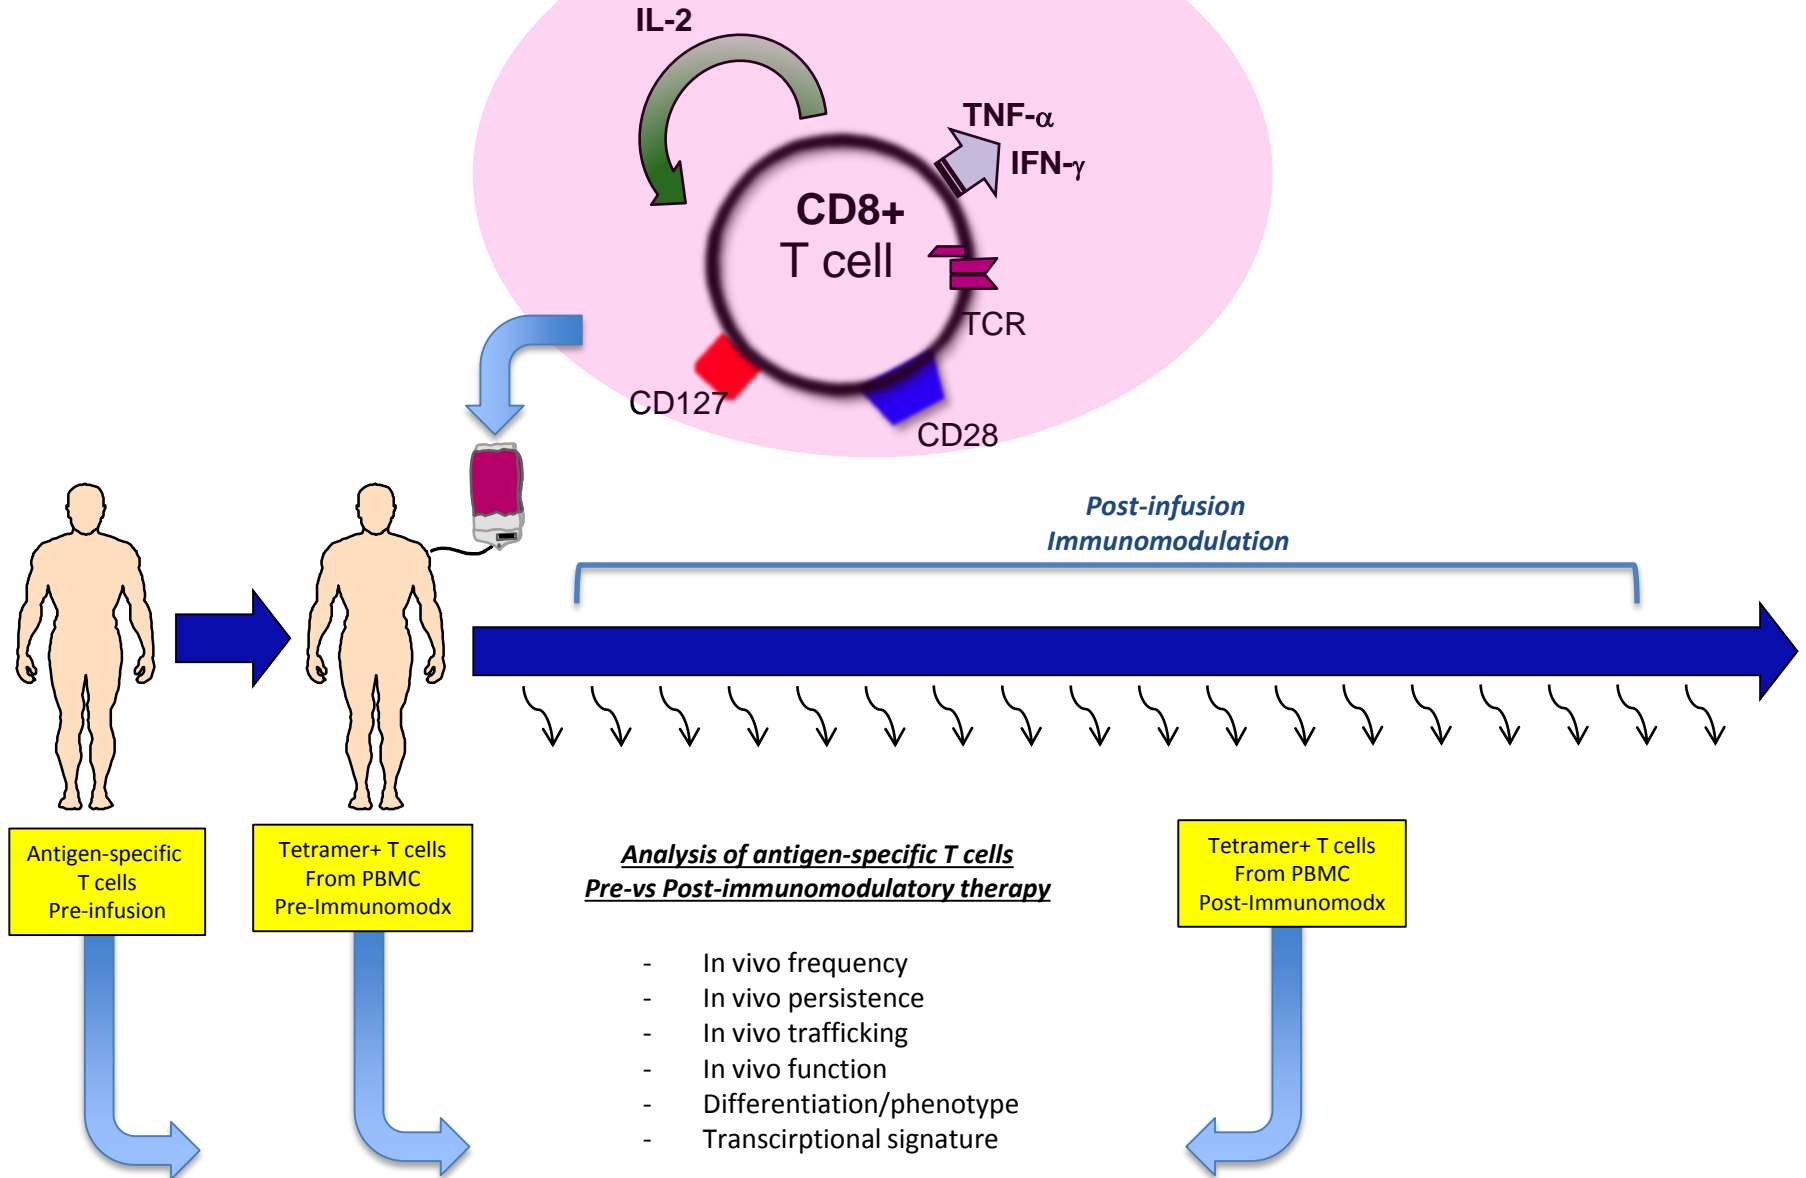 IL-2
TNF-α
IFN-γ
CD8+
T cell
TCR
CD127
CD28
Post-infusion
Immunomodulation
Antigen-specific
T cells
Pre-infusion
Tetramer+ T cells
From PBMC
Pre-Immunomodx
Analysis of antigen-specific T cells
Pre-vs Post-immunomodulatory therapy
- In vivo frequency
- In vivo persistence
- In vivo trafficking
- In vivo function
- Differentiation/phenotype
- Transcirptional signature
Tetramer+ T cells
From PBMC
Post-Immunomodx